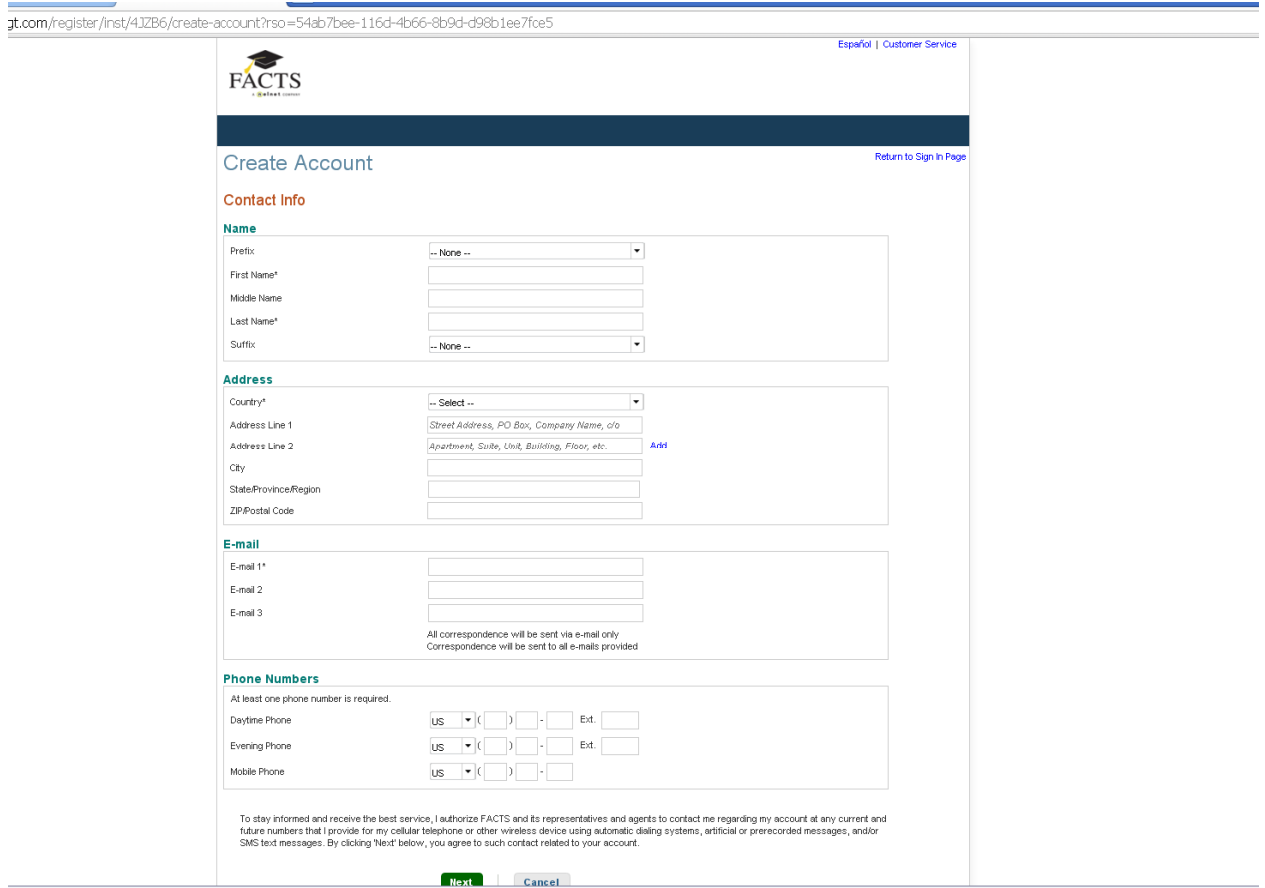 gt.com/register/inst/4JZB6/create-account?rso=54ab7bee-116d-4b66-8b9d-d98b1ee7fce5
Español | Customer Service
FACTS
a nelnet company
Create Account
Return to Sign In Page
Contact Info
Name
Prefix -- None --
First Name*
Middle Name
Last Name*
Suffix -- None --
Address
Country* -- Select --
Address Line 1 Street Address, PO Box, Company Name, c/o
Address Line 2 Apartment, Suite, Unit, Building, Floor, etc. Add
City
State/Province/Region
ZIP/Postal Code
E-mail
E-mail 1*
E-mail 2
E-mail 3
All correspondence will be sent via e-mail only
Correspondence will be sent to all e-mails provided
Phone Numbers
At least one phone number is required.
Daytime Phone US ( ) - Ext.
Evening Phone US ( ) - Ext.
Mobile Phone US ( ) -
To stay informed and receive the best service, I authorize FACTS and its representatives and agents to contact me regarding my account at any current and
future numbers that I provide for my cellular telephone or other wireless device using automatic dialing systems, artificial or prerecorded messages, and/or
SMS text messages. By clicking 'Next' below, you agree to such contact related to your account.
Next | Cancel